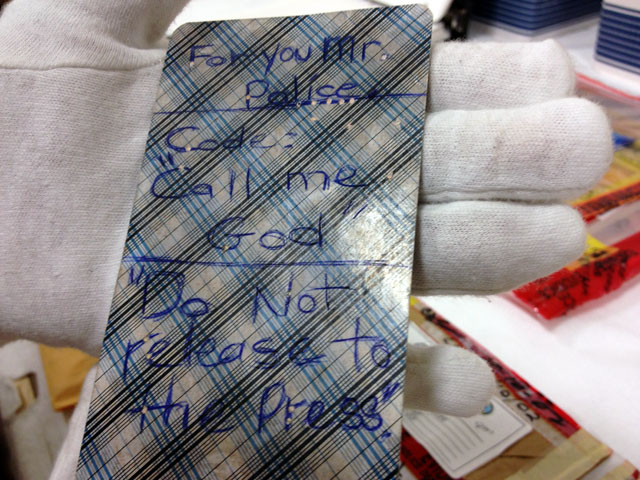 For you mr.
Police
Code:
"Call me
God"
"Do Not
release to
the Press"